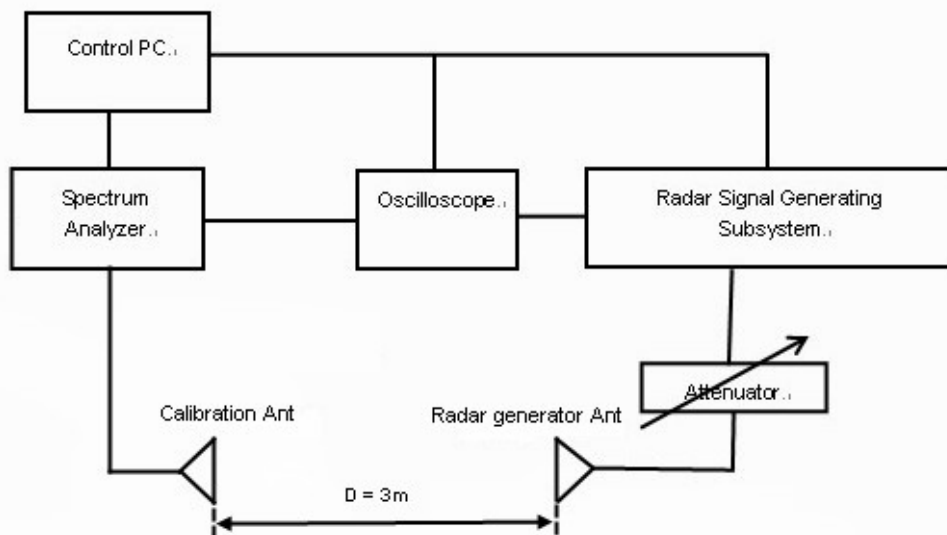 Control PC
Spectrum
Analyzer
Oscilloscope
Radar Signal Generating
Subsystem
Attenuator
Calibration Ant
Radar generator Ant
D = 3m